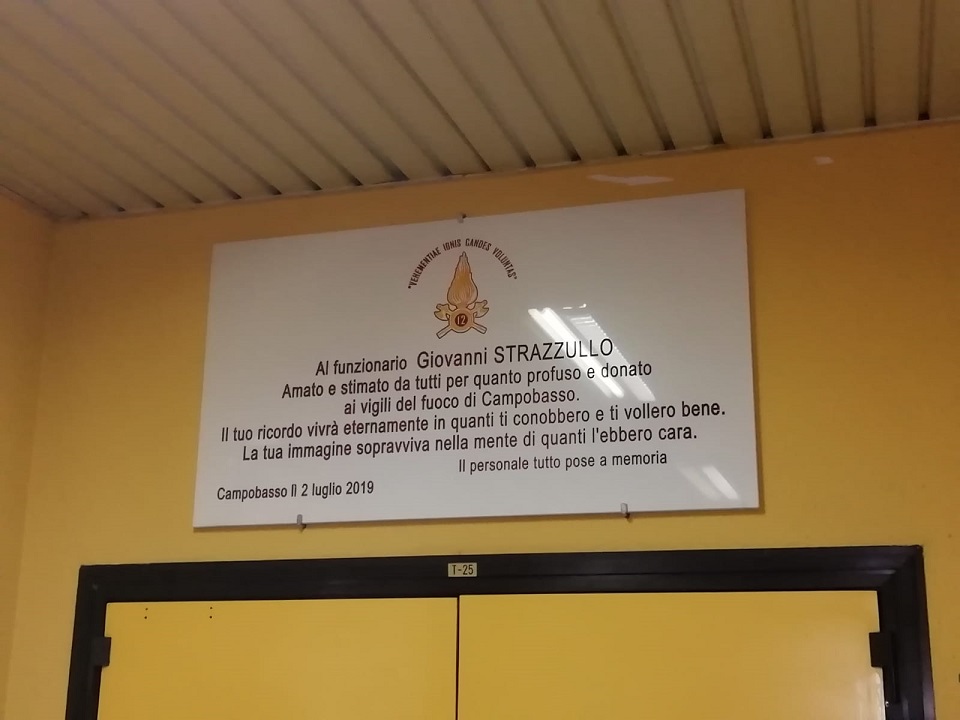 "VEHEMENTIAE IGNIS GANDES VOLUNTAS"
12
Al funzionario Giovanni STRAZZULLO
Amato e stimato da tutti per quanto profuso e donato
ai vigili del fuoco di Campobasso.
Il tuo ricordo vivrà eternamente in quanti ti conobbero e ti vollero bene.
La tua immagine sopravviva nella mente di quanti l'ebbero cara.
Il personale tutto pose a memoria
Campobasso lì 2 luglio 2019
T-25